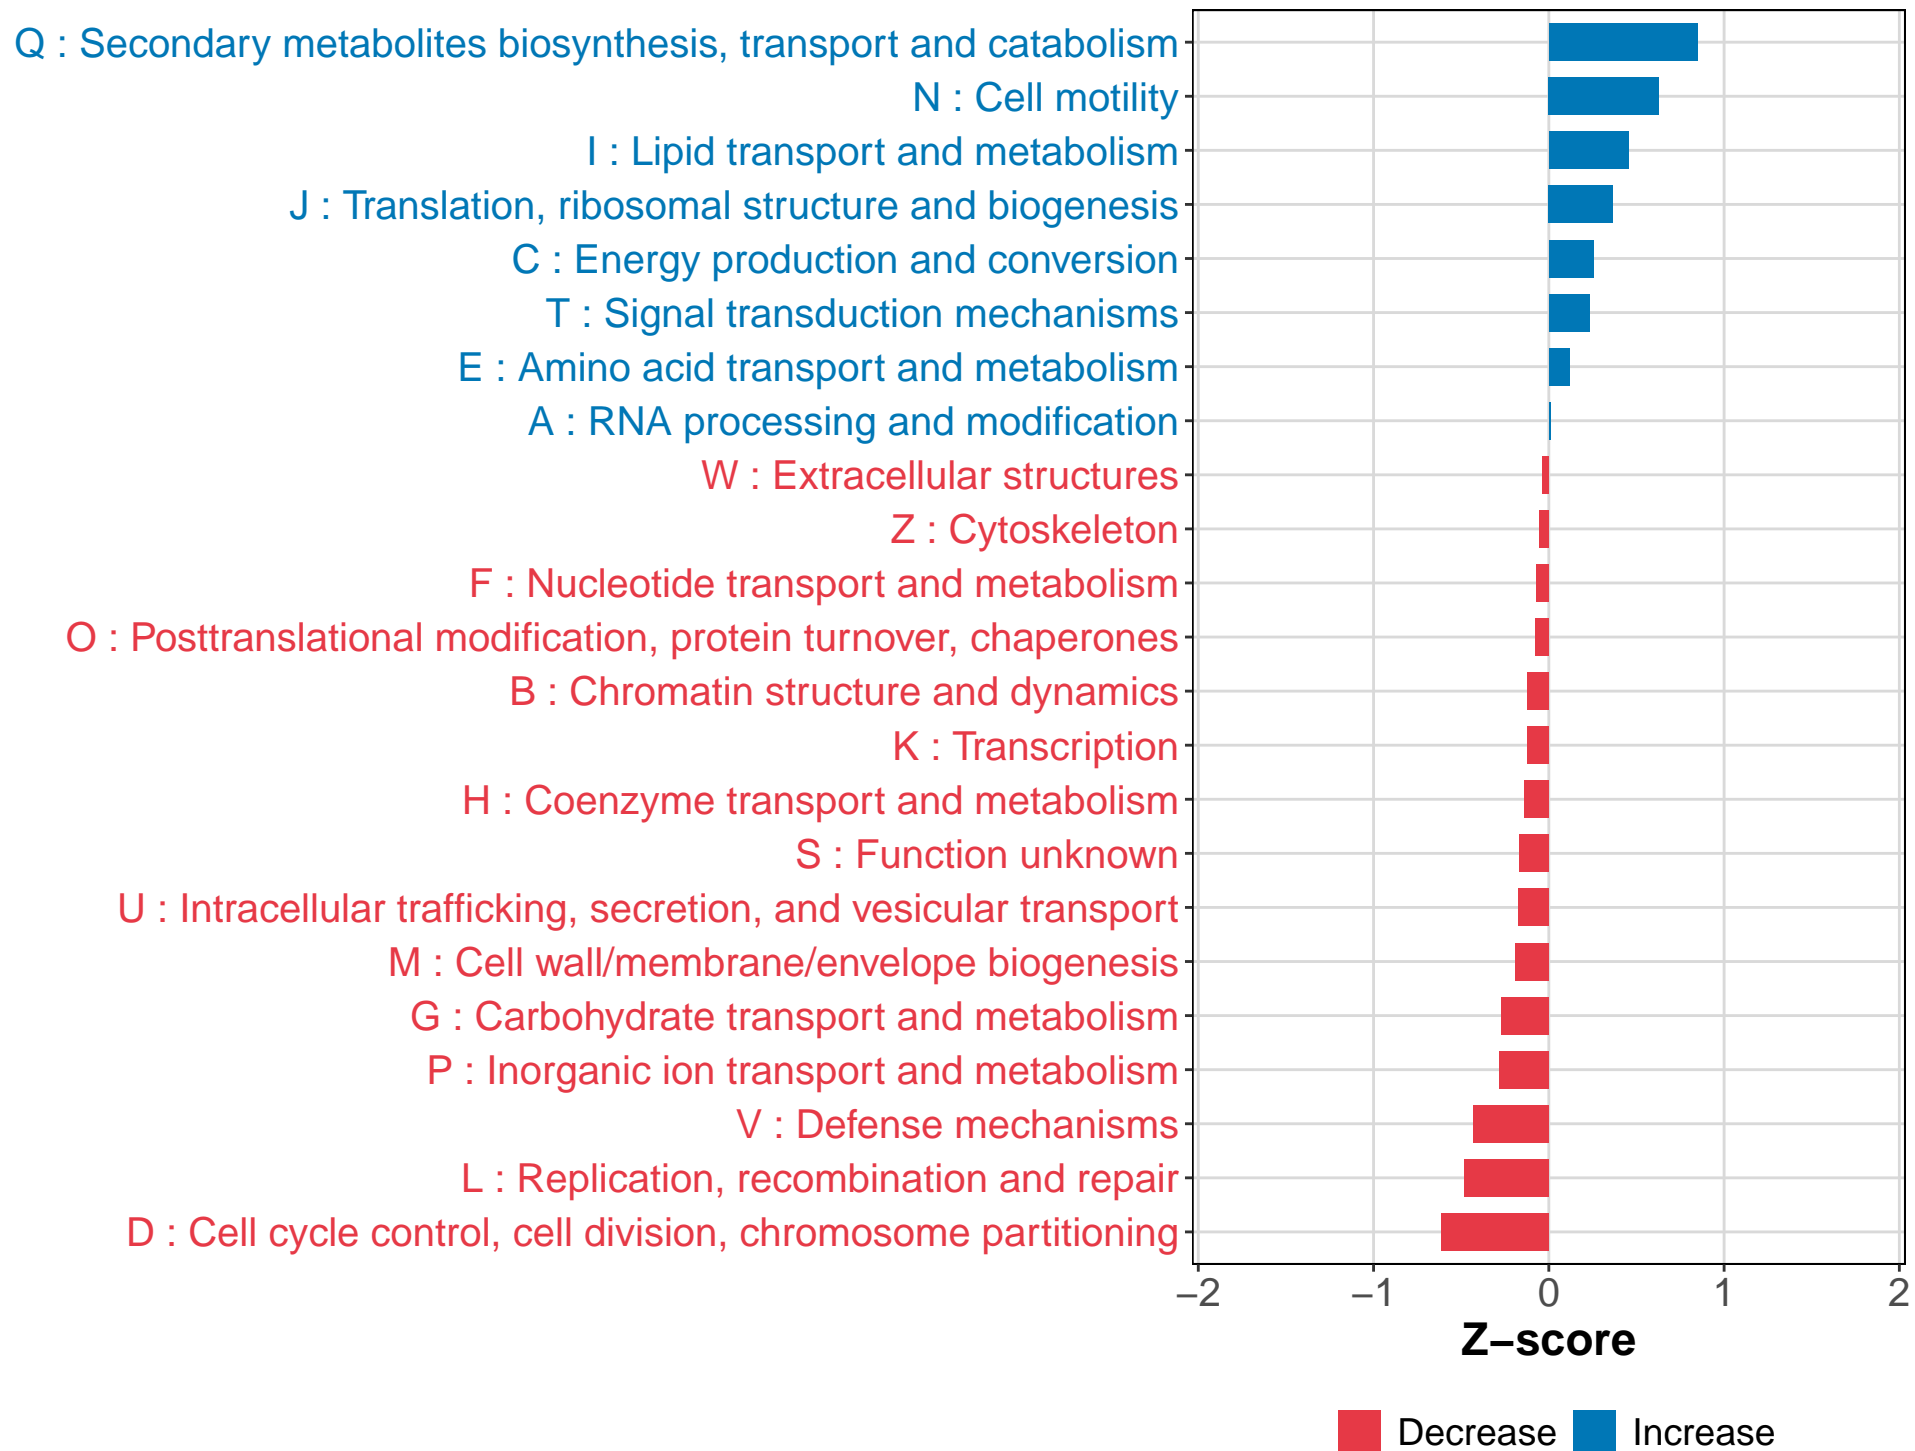 Q : Secondary metabolites biosynthesis, transport and catabolism
N : Cell motility
I : Lipid transport and metabolism
J : Translation, ribosomal structure and biogenesis
C : Energy production and conversion
T : Signal transduction mechanisms
E : Amino acid transport and metabolism
A : RNA processing and modification
W : Extracellular structures
Z : Cytoskeleton
F : Nucleotide transport and metabolism
O : Posttranslational modification, protein turnover, chaperones
B : Chromatin structure and dynamics
K : Transcription
H : Coenzyme transport and metabolism
S : Function unknown
U : Intracellular trafficking, secretion, and vesicular transport
M : Cell wall/membrane/envelope biogenesis
G : Carbohydrate transport and metabolism
P : Inorganic ion transport and metabolism
V : Defense mechanisms
L : Replication, recombination and repair
D : Cell cycle control, cell division, chromosome partitioning
−2 −1 0 1 2
Z−score
Decrease Increase